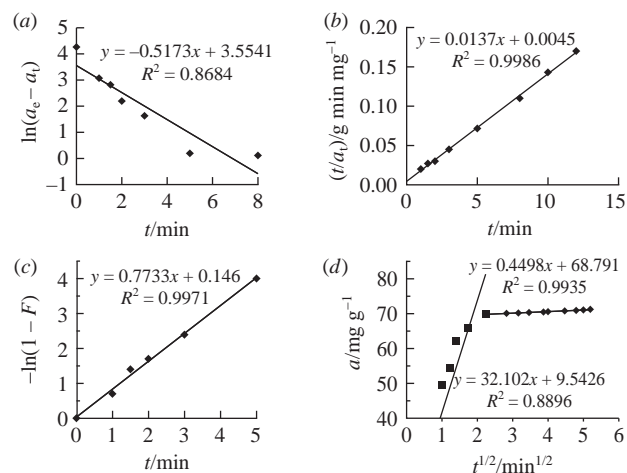 (a)
5
4
3
2
1
0
–1
ln(ae – at)
y = –0.5173x + 3.5541
R² = 0.8684
0 2 4 6 8
t/min
(b)
0.20
0.15
0.10
0.05
0.00
(t/at)/g min mg⁻¹
y = 0.0137x + 0.0045
R² = 0.9986
0 5 10 15
t/min
(c)
4
3
2
1
0
–ln(1 – F)
y = 0.7733x + 0.146
R² = 0.9971
0 1 2 3 4 5
t/min
(d)
80
70
60
50
40
a/mg g⁻¹
y = 0.4498x + 68.791
R² = 0.9935
y = 32.102x + 9.5426
R² = 0.8896
0 1 2 3 4 5 6
t¹/²/min¹/²